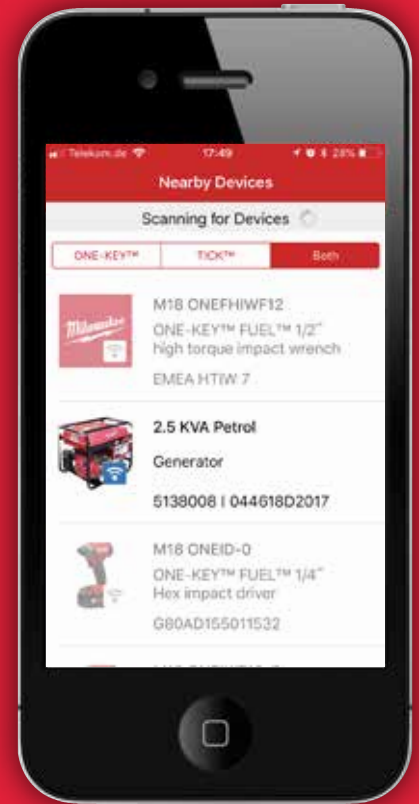 Telekom.de 17:49 28%
Nearby Devices
Scanning for Devices
ONE-KEY™ TICK™ Both
M18 ONEFHIWF12
Milwaukee
ONE-KEY™ FUEL™ 1/2"
high torque impact wrench
EMEA HTIW 7
2.5 KVA Petrol
Generator
5138008 | 044618D2017
M18 ONEID-0
ONE-KEY™ FUEL™ 1/4"
Hex impact driver
G80AD155011532